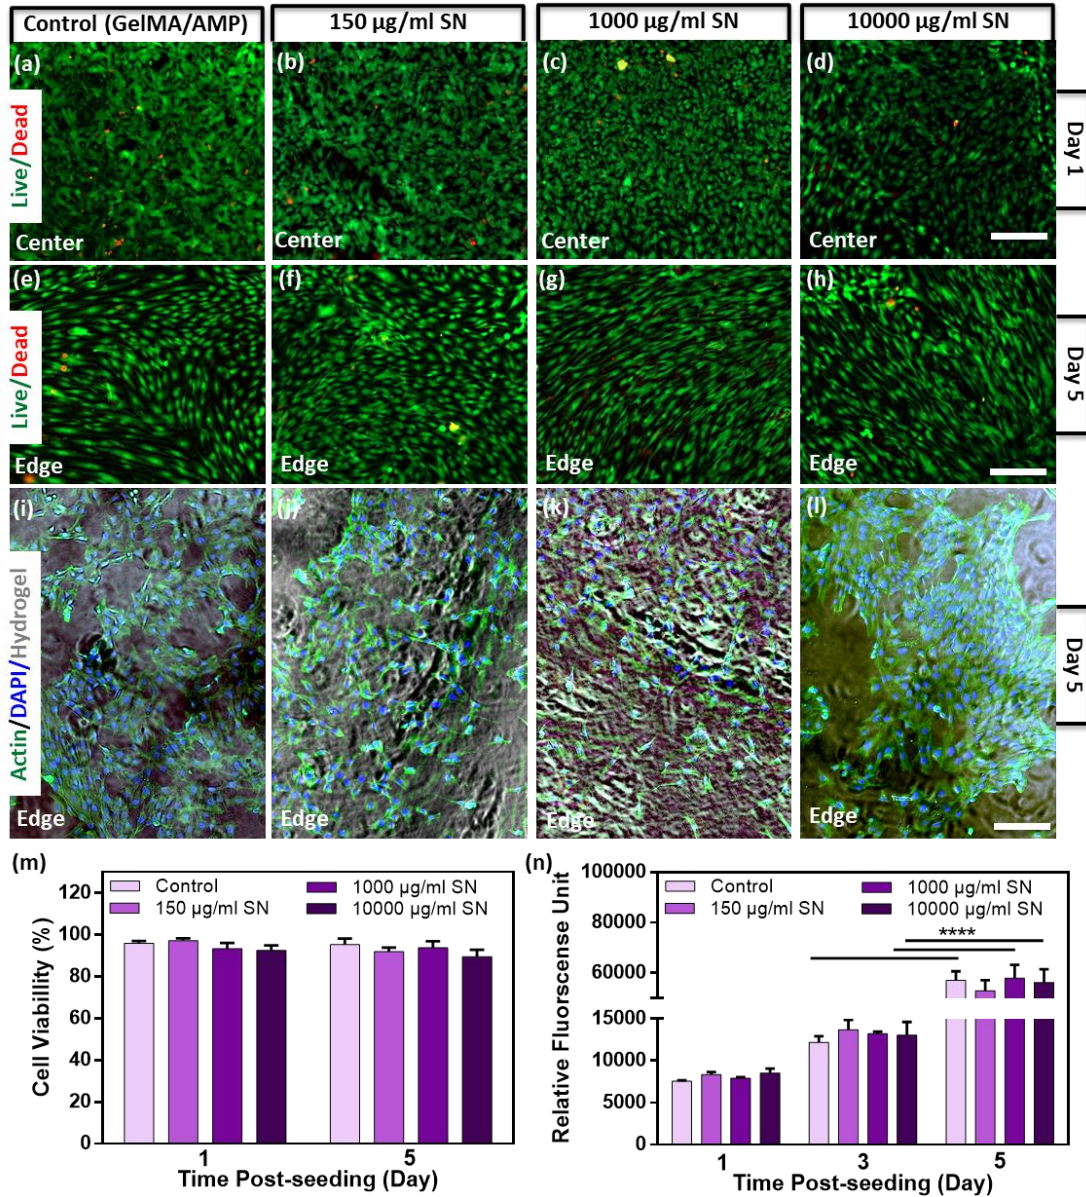 Control (GelMA/AMP)
150 µg/ml SN
1000 µg/ml SN
10000 µg/ml SN
(a)
(b)
(c)
(d)
Live/Dead
Day 1
Center
Center
Center
Center
(e)
(f)
(g)
(h)
Live/Dead
Day 5
Edge
Edge
Edge
Edge
(i)
(j)
(k)
(l)
Actin/DAPI/Hydrogel
Day 5
Edge
Edge
Edge
Edge
(m)
Cell Viabillity (%)
120
100
80
60
40
20
0
Control
150 µg/ml SN
1000 µg/ml SN
10000 µg/ml SN
1
5
Time Post-seeding (Day)
(n)
Relative Fluorscense Unit
100000
80000
60000
15000
10000
5000
0
Control
150 µg/ml SN
1000 µg/ml SN
10000 µg/ml SN
****
1
3
5
Time Post-seeding (Day)